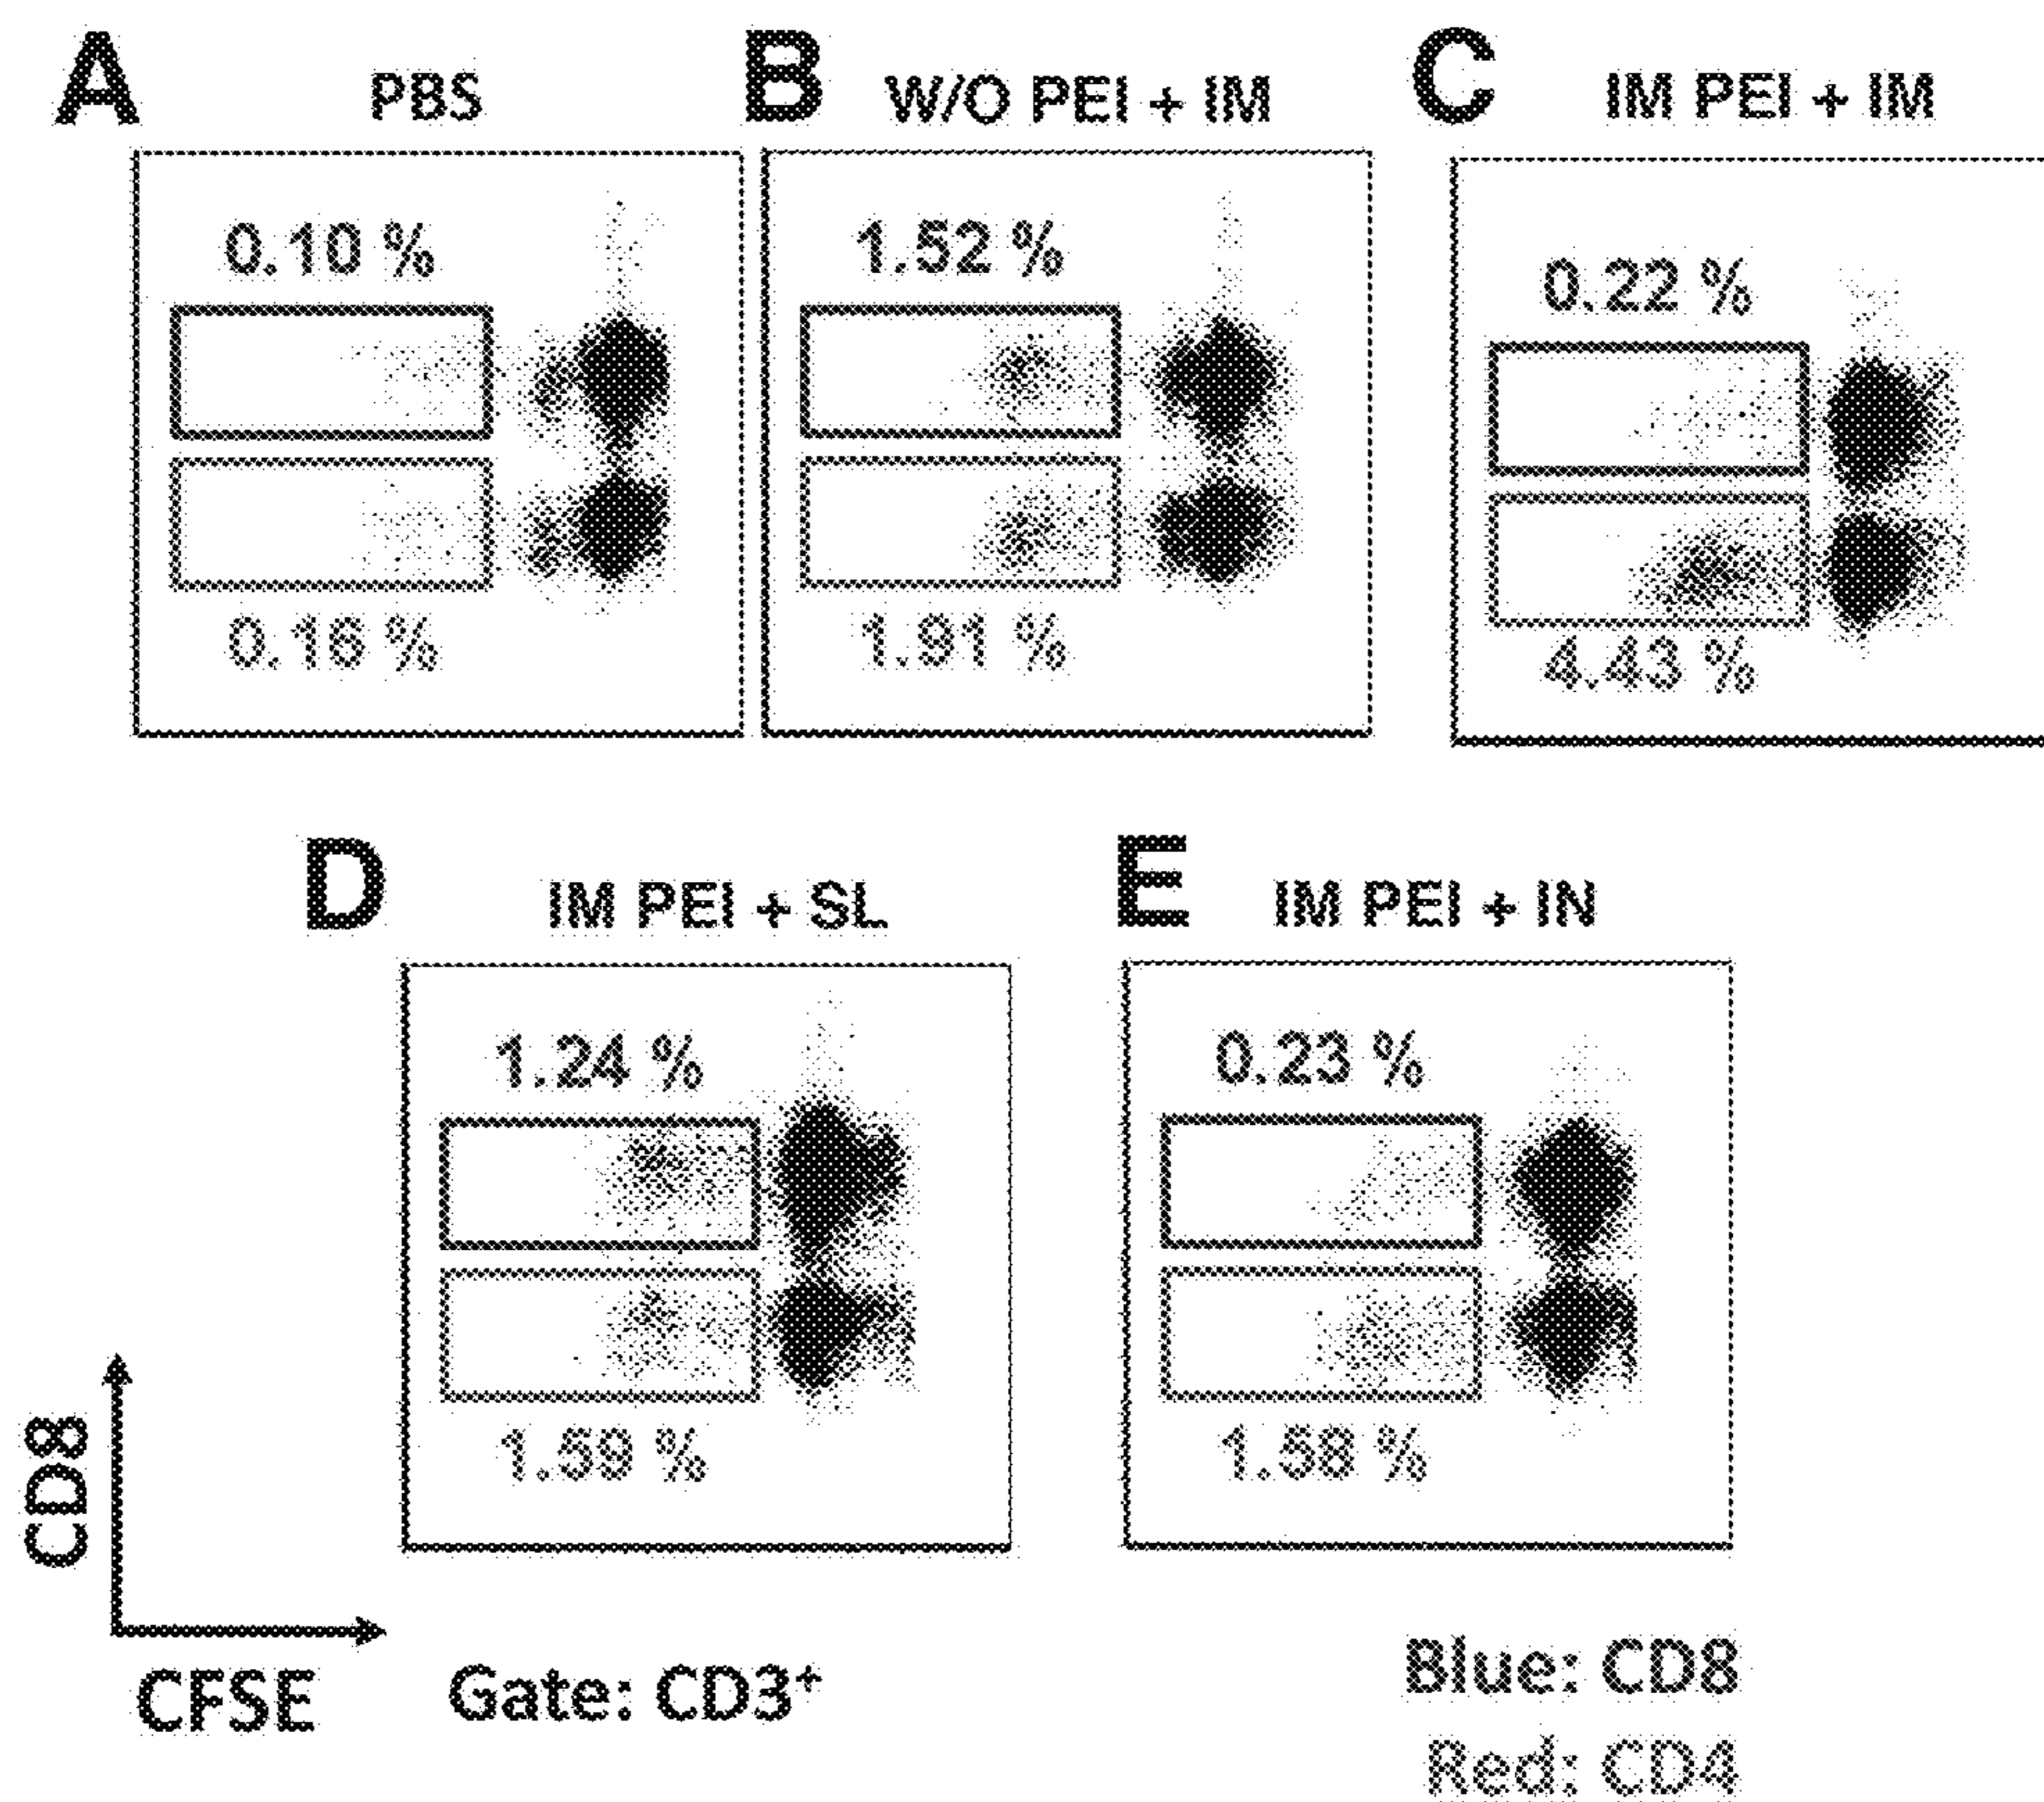 A PBS
0.10 %
0.16 %
B W/O PEI + IM
1.52 %
1.91 %
C IM PEI + IM
0.22 %
4.43 %
D IM PEI + SL
1.24 %
1.59 %
E IM PEI + IN
0.23 %
1.58 %
CD8
CFSE
Gate: CD3⁺
Blue: CD8
Red: CD4